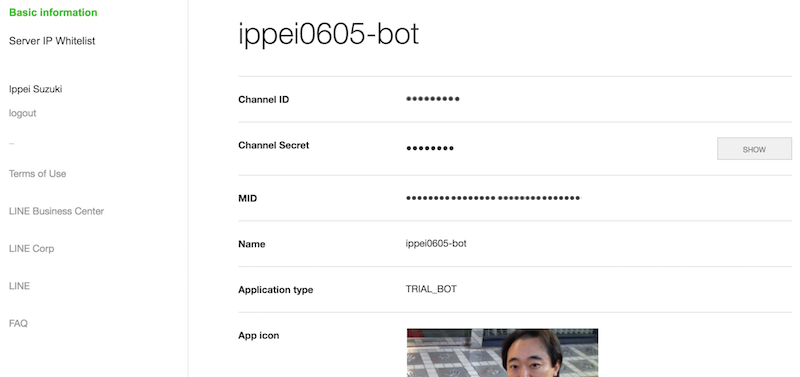 Basic information
Server IP Whitelist
Ippei Suzuki
logout
Terms of Use
LINE Business Center
LINE Corp
LINE
FAQ
ippei0605-bot
Channel ID
•••••••••
Channel Secret
••••••••
SHOW
MID
Name
ippei0605-bot
Application type
TRIAL_BOT
App icon